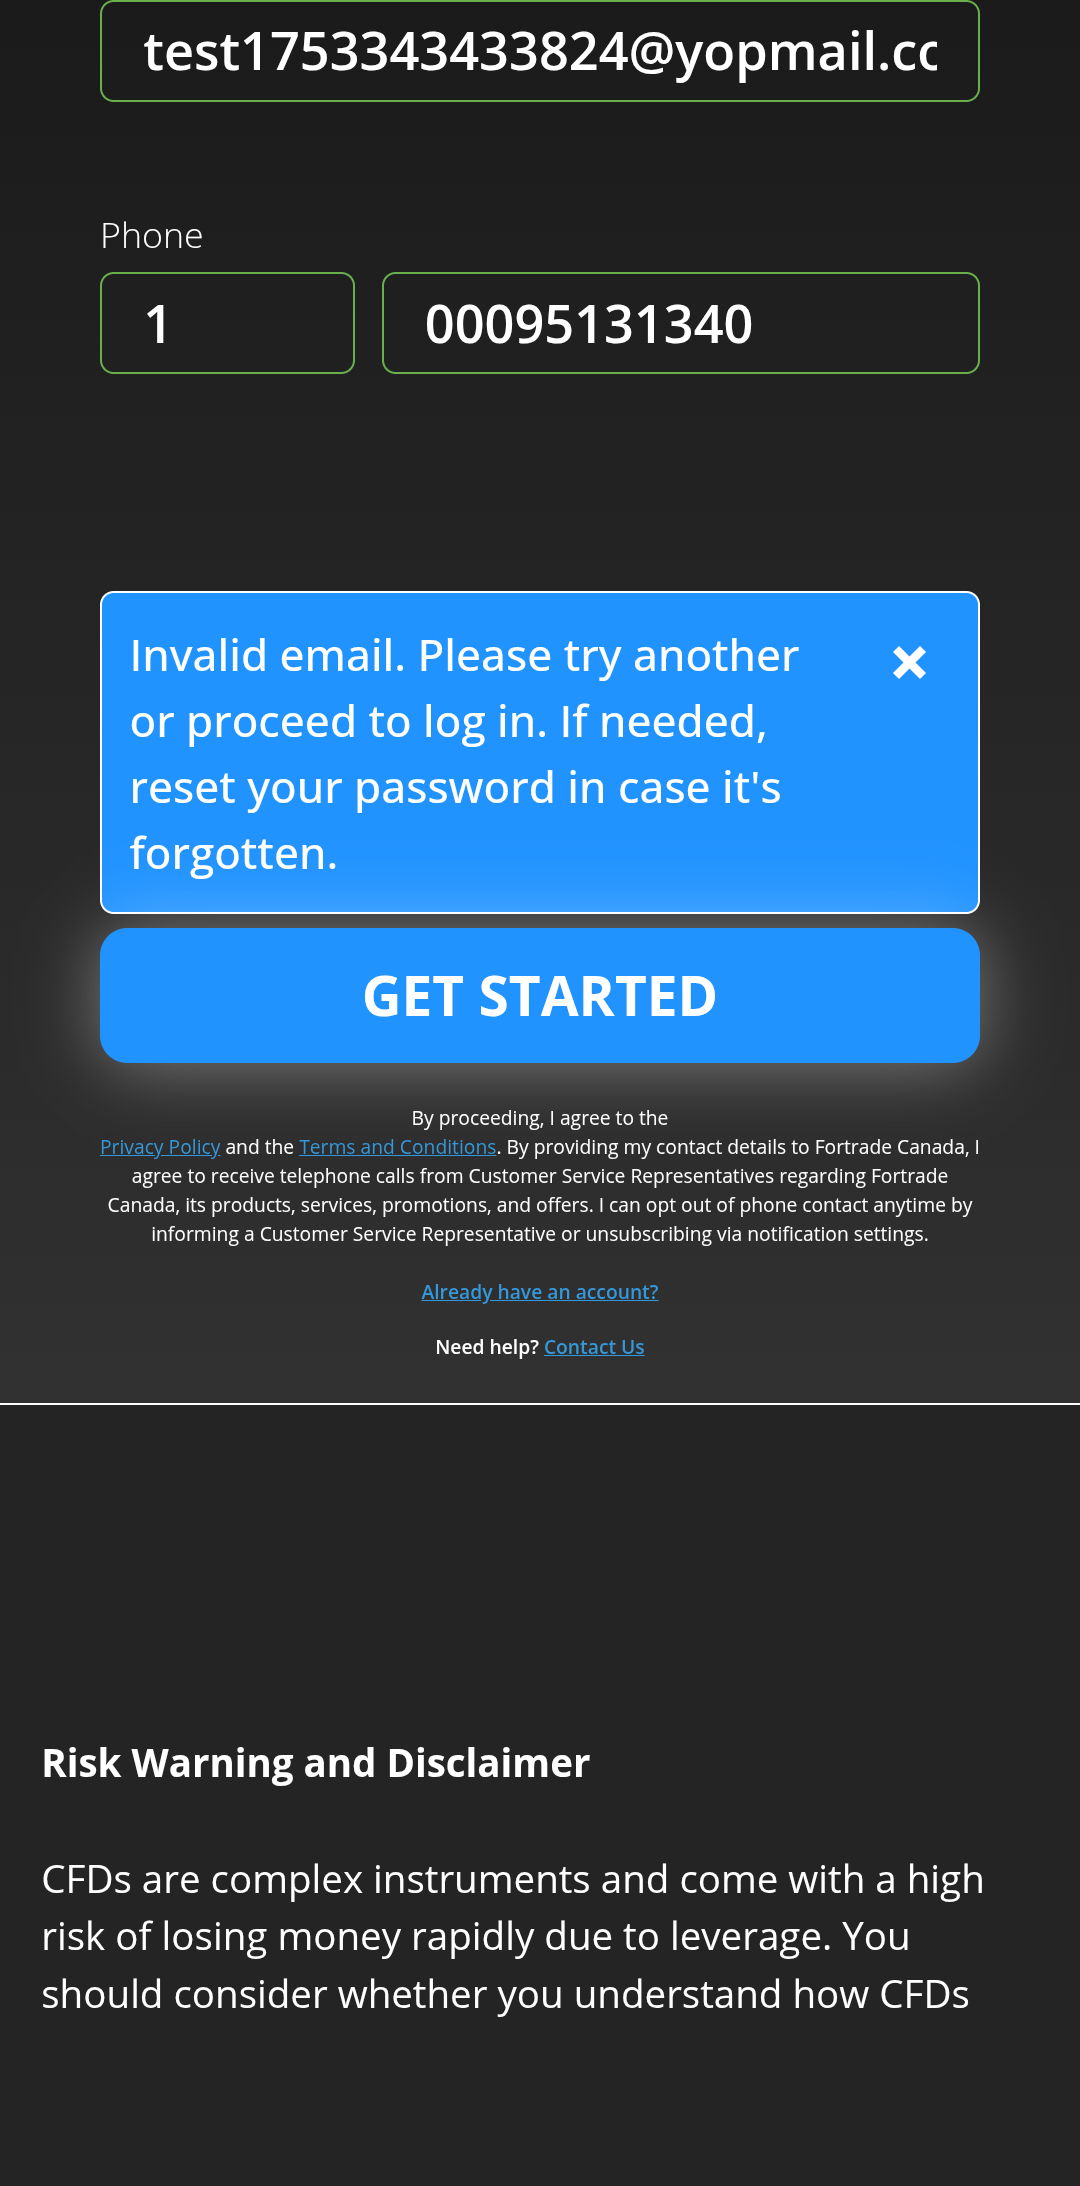 test1753343433824@yopmail.cc
Phone
1
00095131340
Invalid email. Please try another
or proceed to log in. If needed,
reset your password in case it's
forgotten.
GET STARTED
By proceeding, I agree to the
Privacy Policy and the Terms and Conditions. By providing my contact details to Fortrade Canada, I
agree to receive telephone calls from Customer Service Representatives regarding Fortrade
Canada, its products, services, promotions, and offers. I can opt out of phone contact anytime by
informing a Customer Service Representative or unsubscribing via notification settings.
Already have an account?
Need help? Contact Us
Risk Warning and Disclaimer
CFDs are complex instruments and come with a high
risk of losing money rapidly due to leverage. You
should consider whether you understand how CFDs